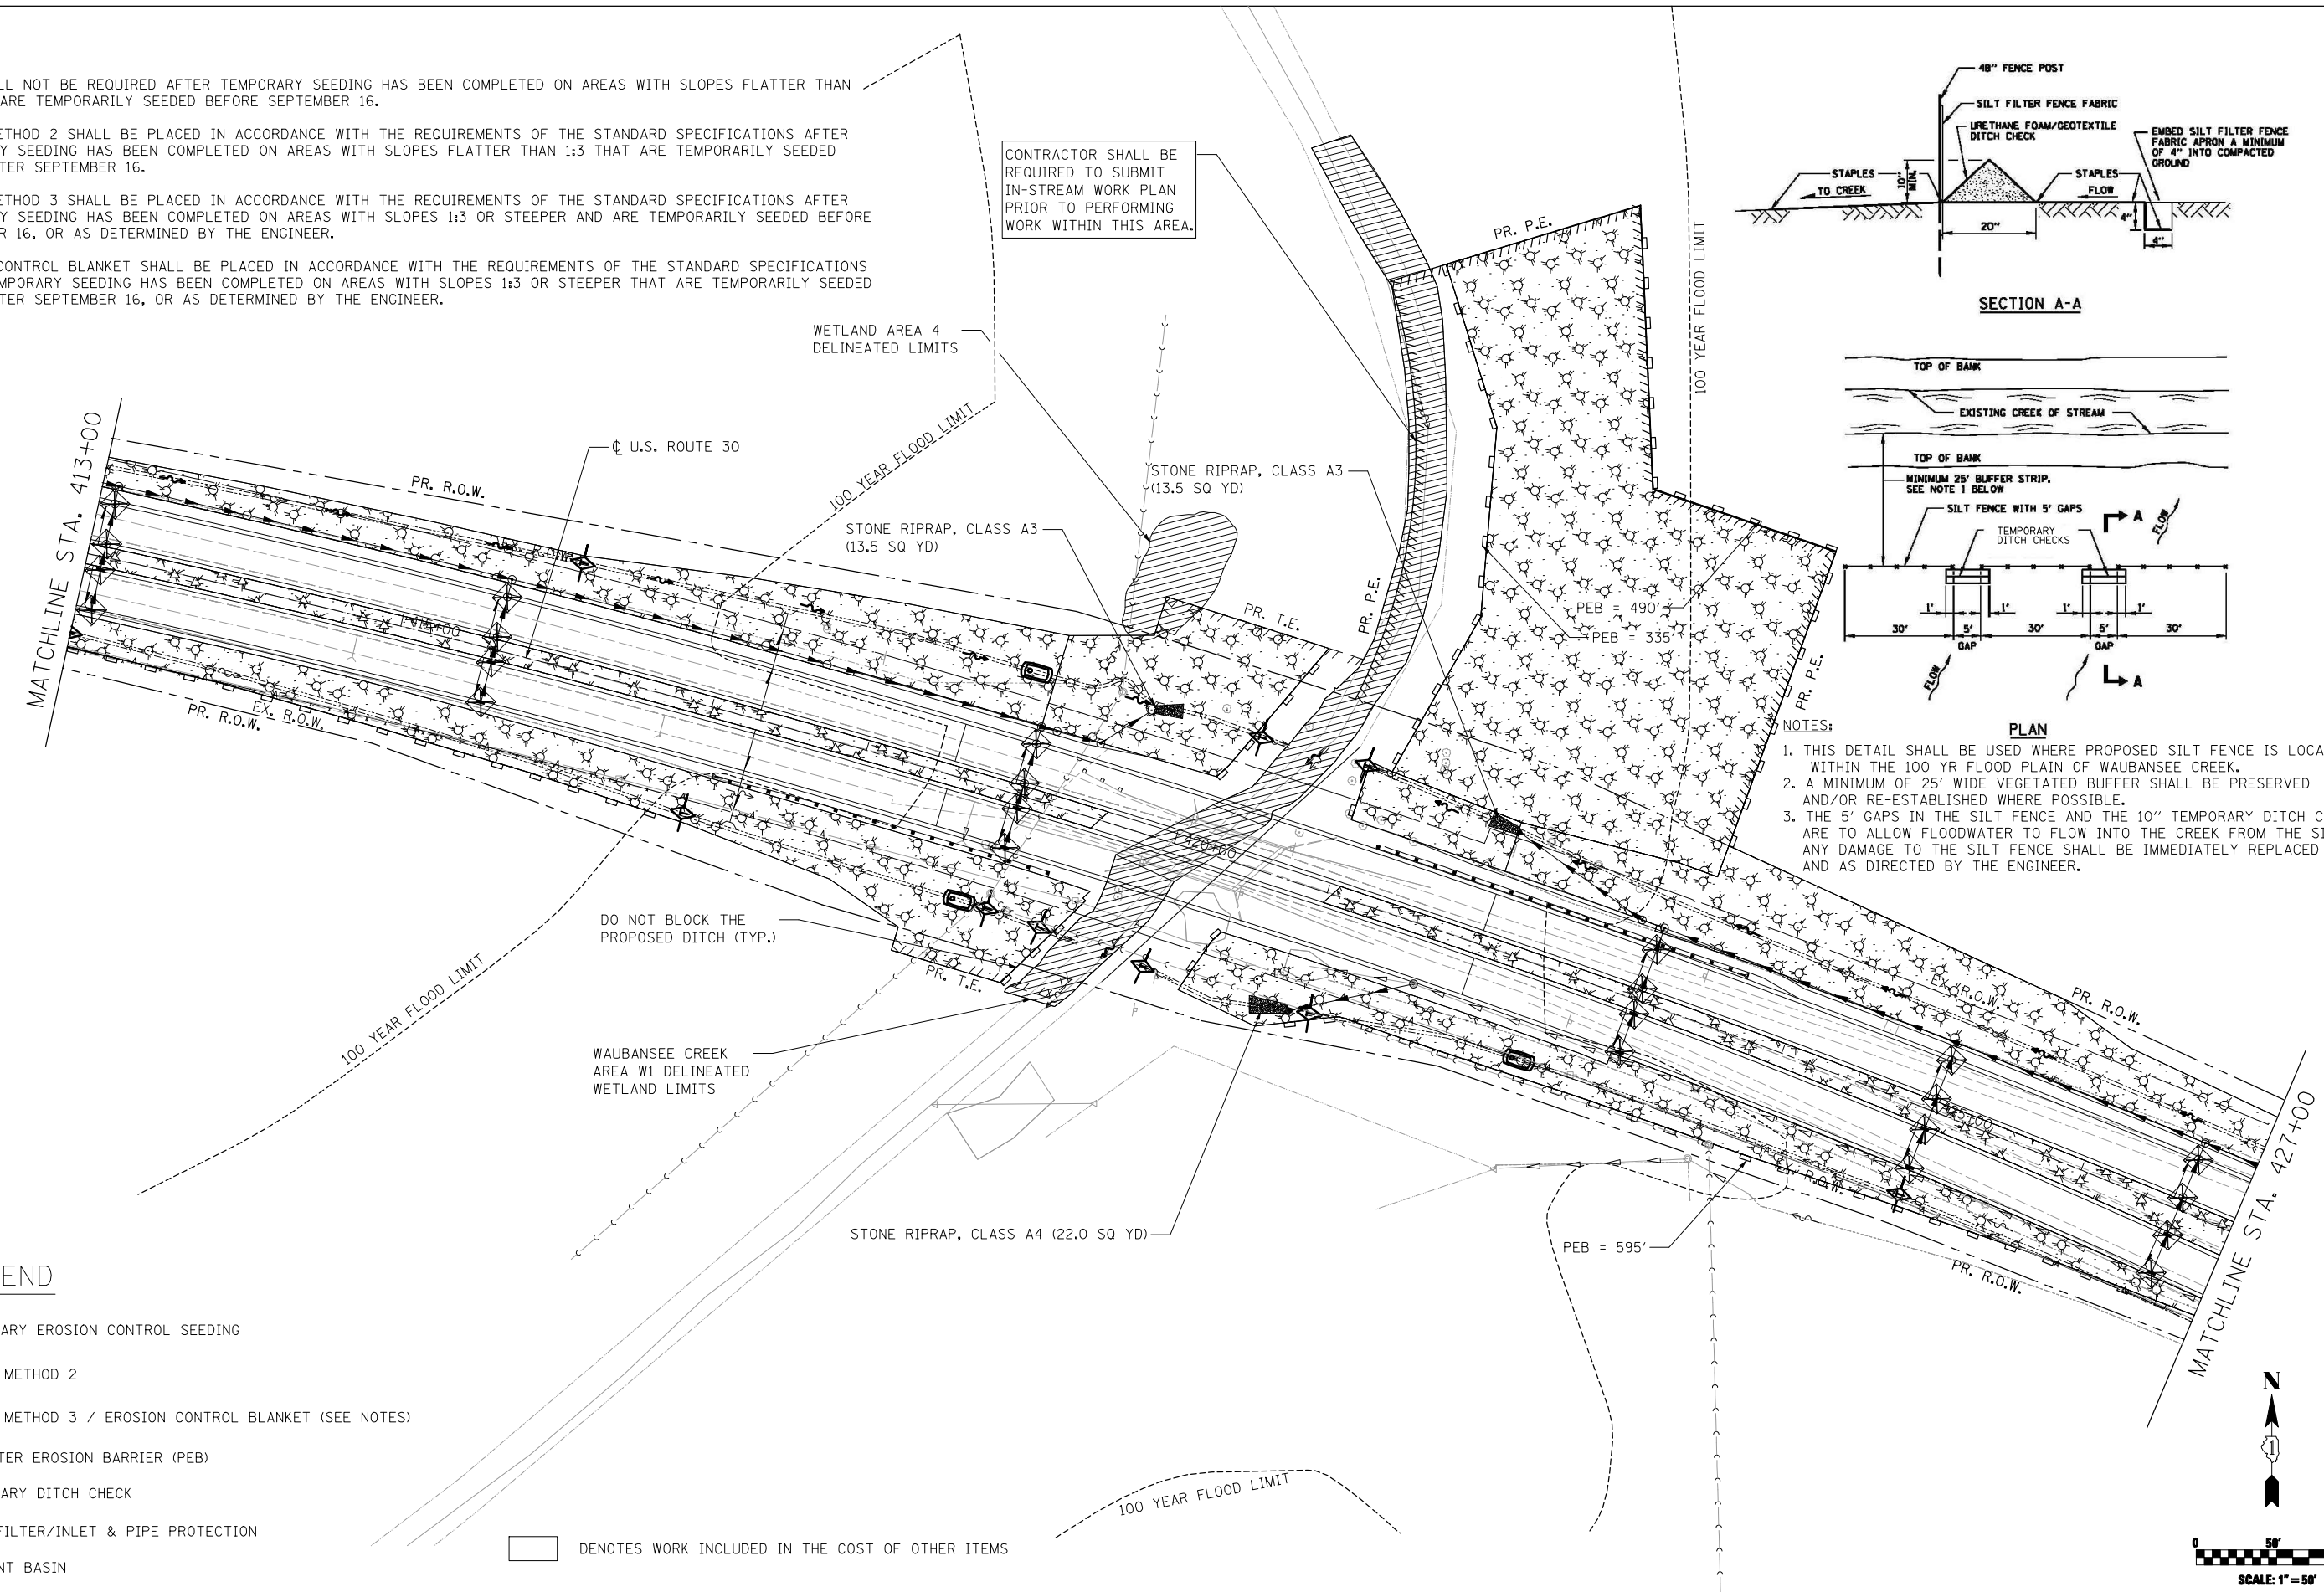 LL NOT BE REQUIRED AFTER TEMPORARY SEEDING HAS BEEN COMPLETED ON AREAS WITH SLOPES FLATTER THAN
ARE TEMPORARILY SEEDED BEFORE SEPTEMBER 16.
ETHOD 2 SHALL BE PLACED IN ACCORDANCE WITH THE REQUIREMENTS OF THE STANDARD SPECIFICATIONS AFTER
Y SEEDING HAS BEEN COMPLETED ON AREAS WITH SLOPES FLATTER THAN 1:3 THAT ARE TEMPORARILY SEEDED
TER SEPTEMBER 16.
ETHOD 3 SHALL BE PLACED IN ACCORDANCE WITH THE REQUIREMENTS OF THE STANDARD SPECIFICATIONS AFTER
Y SEEDING HAS BEEN COMPLETED ON AREAS WITH SLOPES 1:3 OR STEEPER AND ARE TEMPORARILY SEEDED BEFORE
R 16, OR AS DETERMINED BY THE ENGINEER.
CONTROL BLANKET SHALL BE PLACED IN ACCORDANCE WITH THE REQUIREMENTS OF THE STANDARD SPECIFICATIONS
MPORARY SEEDING HAS BEEN COMPLETED ON AREAS WITH SLOPES 1:3 OR STEEPER THAT ARE TEMPORARILY SEEDED
TER SEPTEMBER 16, OR AS DETERMINED BY THE ENGINEER.
CONTRACTOR SHALL BE
REQUIRED TO SUBMIT
IN-STREAM WORK PLAN
PRIOR TO PERFORMING
WORK WITHIN THIS AREA.
WETLAND AREA 4
DELINEATED LIMITS
PR. P.E.
100 YEAR FLOOD LIMIT
48" FENCE POST
SILT FILTER FENCE FABRIC
URETHANE FOAM/GEOTEXTILE
DITCH CHECK
EMBED SILT FILTER FENCE
FABRIC APRON A MINIMUM
OF 4" INTO COMPACTED
GROUND
STAPLES
TO CREEK
10"
MIN.
STAPLES
FLOW
4"
20"
4"
SECTION A-A
TOP OF BANK
EXISTING CREEK OF STREAM
TOP OF BANK
MINIMUM 25' BUFFER STRIP.
SEE NOTE 1 BELOW
SILT FENCE WITH 5' GAPS
A
FLOW
TEMPORARY
DITCH CHECKS
1'
1'
1'
1'
30'
5'
30'
5'
30'
GAP
GAP
FLOW
A
PLAN
NOTES:
1. THIS DETAIL SHALL BE USED WHERE PROPOSED SILT FENCE IS LOCA
WITHIN THE 100 YR FLOOD PLAIN OF WAUBANSEE CREEK.
2. A MINIMUM OF 25' WIDE VEGETATED BUFFER SHALL BE PRESERVED
AND/OR RE-ESTABLISHED WHERE POSSIBLE.
3. THE 5' GAPS IN THE SILT FENCE AND THE 10" TEMPORARY DITCH C
ARE TO ALLOW FLOODWATER TO FLOW INTO THE CREEK FROM THE SI
ANY DAMAGE TO THE SILT FENCE SHALL BE IMMEDIATELY REPLACED
AND AS DIRECTED BY THE ENGINEER.
MATCHLINE STA. 413+00
PR. R.O.W.
℄ U.S. ROUTE 30
100 YEAR FLOOD LIMIT
STONE RIPRAP, CLASS A3
(13.5 SQ YD)
STONE RIPRAP, CLASS A3
(13.5 SQ YD)
PR. T.E.
PR. P.E.
PEB = 490'
PEB = 335'
PR. P.E.
EX. R.O.W.
PR. R.O.W.
420+00
DO NOT BLOCK THE
PROPOSED DITCH (TYP.)
PR. T.E.
100 YEAR FLOOD LIMIT
WAUBANSEE CREEK
AREA W1 DELINEATED
WETLAND LIMITS
EX. R.O.W.
PR. R.O.W.
STONE RIPRAP, CLASS A4 (22.0 SQ YD)
PEB = 595'
R.O.W.
PR. R.O.W.
MATCHLINE STA. 427+00
END
ARY EROSION CONTROL SEEDING
METHOD 2
METHOD 3 / EROSION CONTROL BLANKET (SEE NOTES)
TER EROSION BARRIER (PEB)
ARY DITCH CHECK
FILTER/INLET & PIPE PROTECTION
NT BASIN
DENOTES WORK INCLUDED IN THE COST OF OTHER ITEMS
100 YEAR FLOOD LIMIT
N
1
0
50'
SCALE: 1"=50'